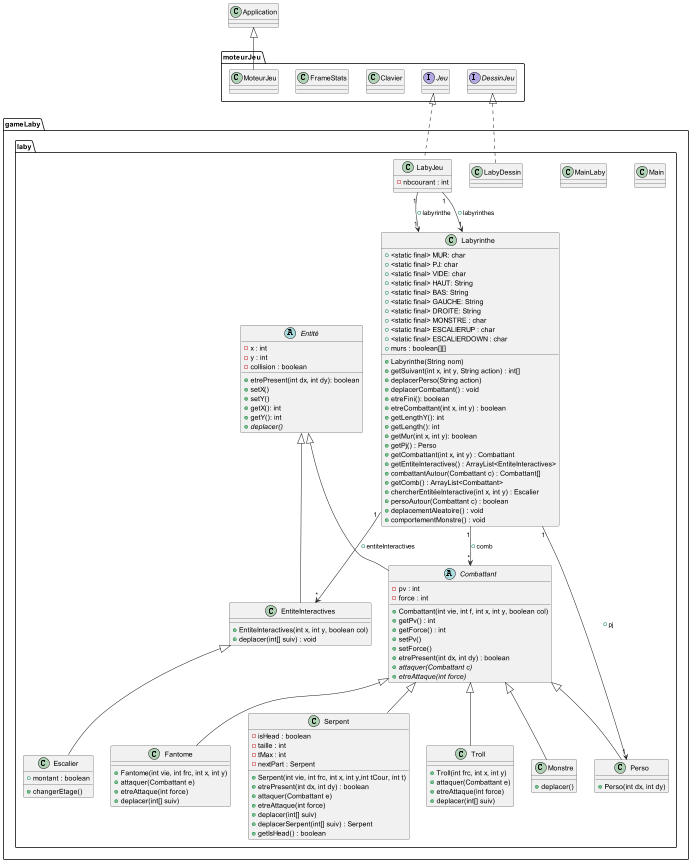 Application
moteurJeu
MoteurJeu
FrameStats
Clavier
Jeu
DessinJeu
gameLaby
laby
LabyJeu
nbcourant : int
LabyDessin
MainLaby
Main
1
labyrinthe
1
1
labyrinthes
Labyrinthe
<static final> MUR: char
<static final> PJ: char
<static final> VIDE: char
<static final> HAUT: String
<static final> BAS: String
<static final> GAUCHE: String
<static final> DROITE: String
<static final> MONSTRE : char
<static final> ESCALIERUP : char
<static final> ESCALIERDOWN : char
murs : boolean[][]
Labyrinthe(String nom)
getSuivant(int x, int y, String action) : int[]
deplacerPerso(String action)
deplacerCombattant() : void
etreFini(): boolean
etreCombattant(int x, int y) : boolean
getLengthY(): int
getLength(): int
getMur(int x, int y): boolean
getPj() : Perso
getCombattant(int x, int y) : Combattant
getEntiteInteractives() : ArrayList<EntiteInteractives>
combattantAutour(Combattant c) : Combattant[]
getComb() : ArrayList<Combattant>
chercherEntitéeInteractive(int x, int y) : Escalier
persoAutour(Combattant c) : boolean
deplacementAleatoire() : void
comportementMonstre() : void
Entité
x : int
y : int
collision : boolean
etrePresent(int dx, int dy): boolean
setX()
setY()
getX(): int
getY(): int
deplacer()
1
entiteInteractives
*
1
comb
*
1
pj
Combattant
pv : int
force : int
Combattant(int vie, int f, int x, int y, boolean col)
getPv() : int
getForce() : int
setPv()
setForce()
etrePresent(int dx, int dy) : boolean
attaquer(Combattant c)
etreAttaque(int force)
EntiteInteractives
EntiteInteractives(int x, int y, boolean col)
deplacer(int[] suiv) : void
Escalier
montant : boolean
changerEtage()
Fantome
Fantome(int vie, int frc, int x, int y)
attaquer(Combattant e)
etreAttaque(int force)
deplacer(int[] suiv)
Serpent
isHead : boolean
taille : int
tMax : int
nextPart : Serpent
Serpent(int vie, int frc, int x, int y,int tCour, int t)
etrePresent(int dx, int dy) : boolean
attaquer(Combattant e)
etreAttaque(int force)
deplacer(int[] suiv)
deplacerSerpent(int[] suiv) : Serpent
getIsHead() : boolean
Troll
Troll(int frc, int x, int y)
attaquer(Combattant e)
etreAttaque(int force)
deplacer(int[] suiv)
Monstre
deplacer()
Perso
Perso(int dx, int dy)